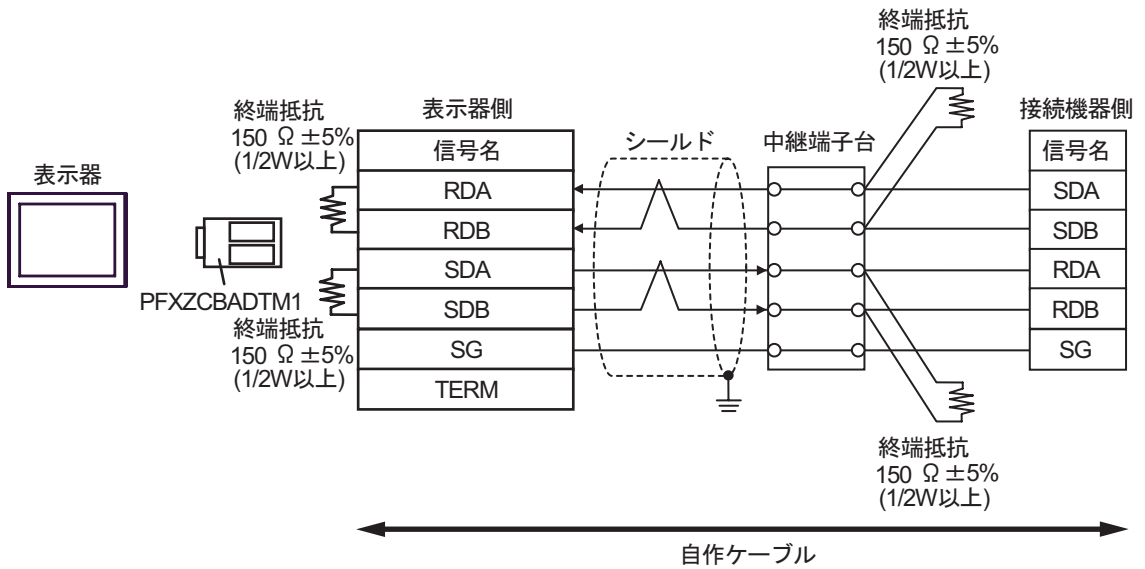 終端抵抗
150 Ω ±5%
(1/2W以上)
終端抵抗
150 Ω ±5%
(1/2W以上)
表示器側
シールド
中継端子台
接続機器側
表示器
信号名
信号名
RDA
SDA
RDB
SDB
SDA
RDA
SDB
RDB
SG
SG
TERM
PFXZCBADTM1
終端抵抗
150 Ω ±5%
(1/2W以上)
終端抵抗
150 Ω ±5%
(1/2W以上)
自作ケーブル